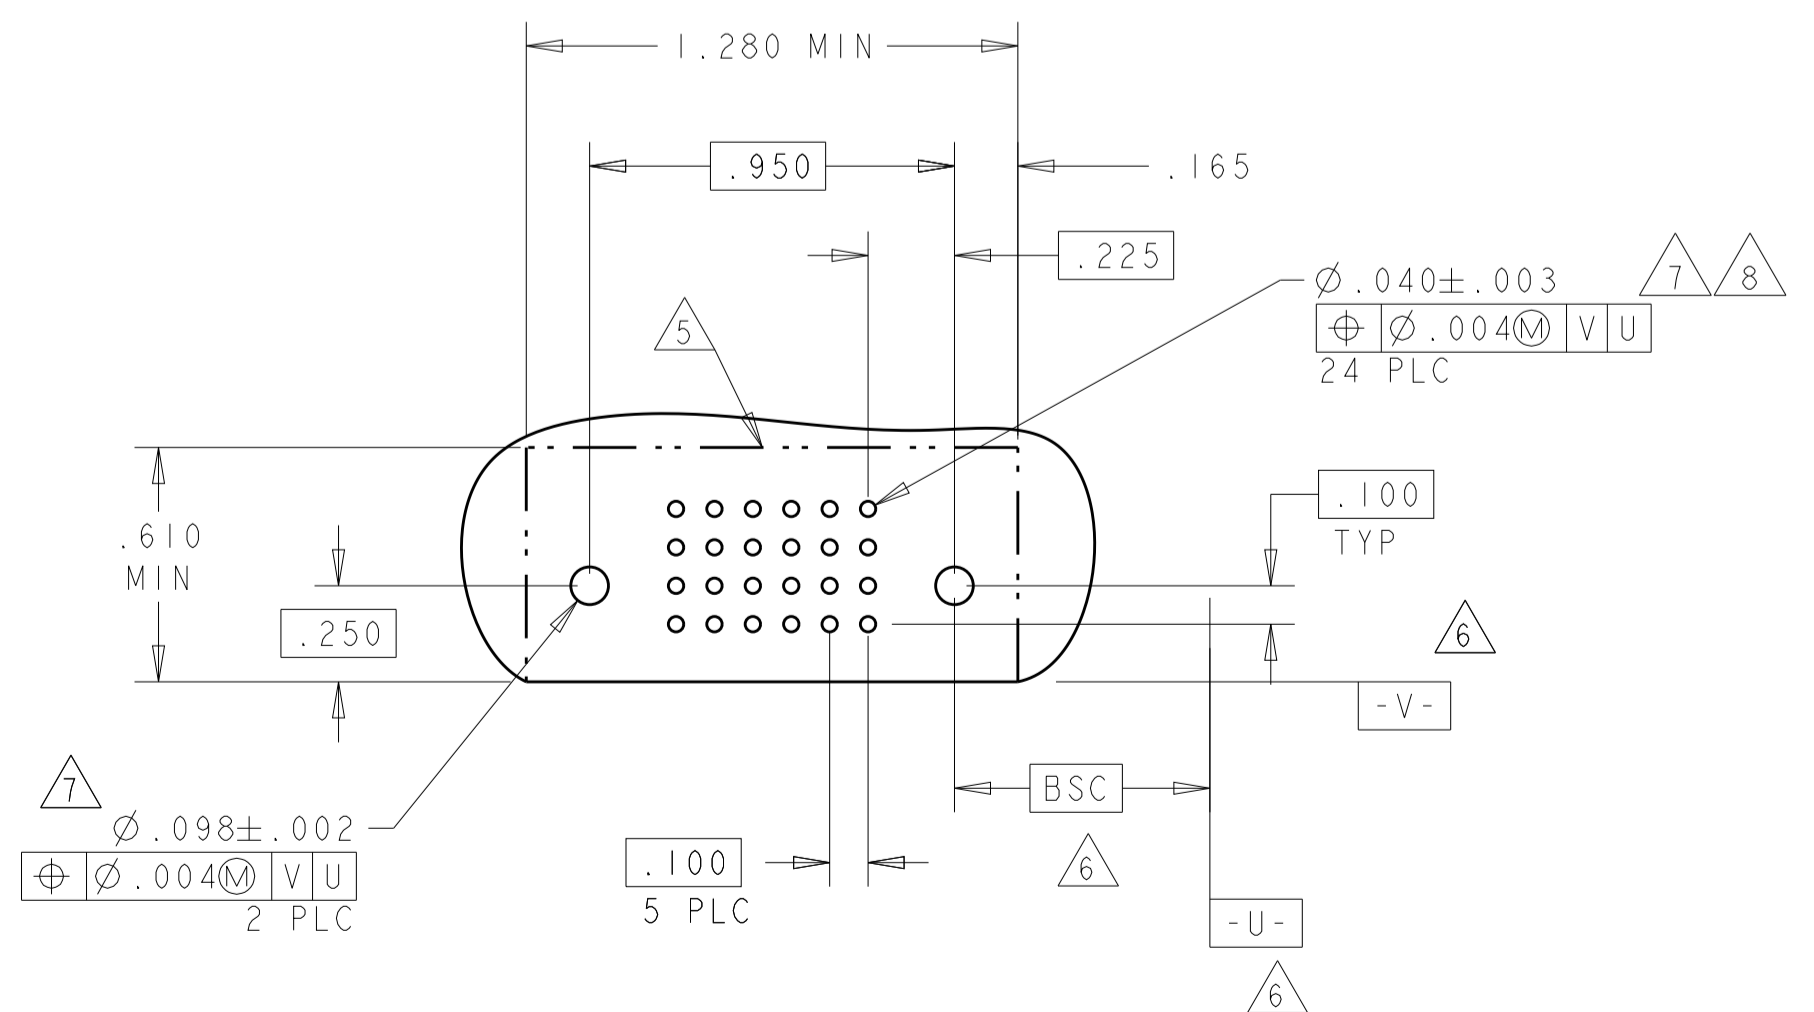 1.280 MIN
.950
.165
.225
5
⌀.040±.003
7
8
⌖ ⌀.004Ⓜ V U
24 PLC
.100
TYP
.610
MIN
.250
6
-V-
7
⌀.098±.002
⌖ ⌀.004Ⓜ V U
2 PLC
BSC
6
.100
5 PLC
-U-
6